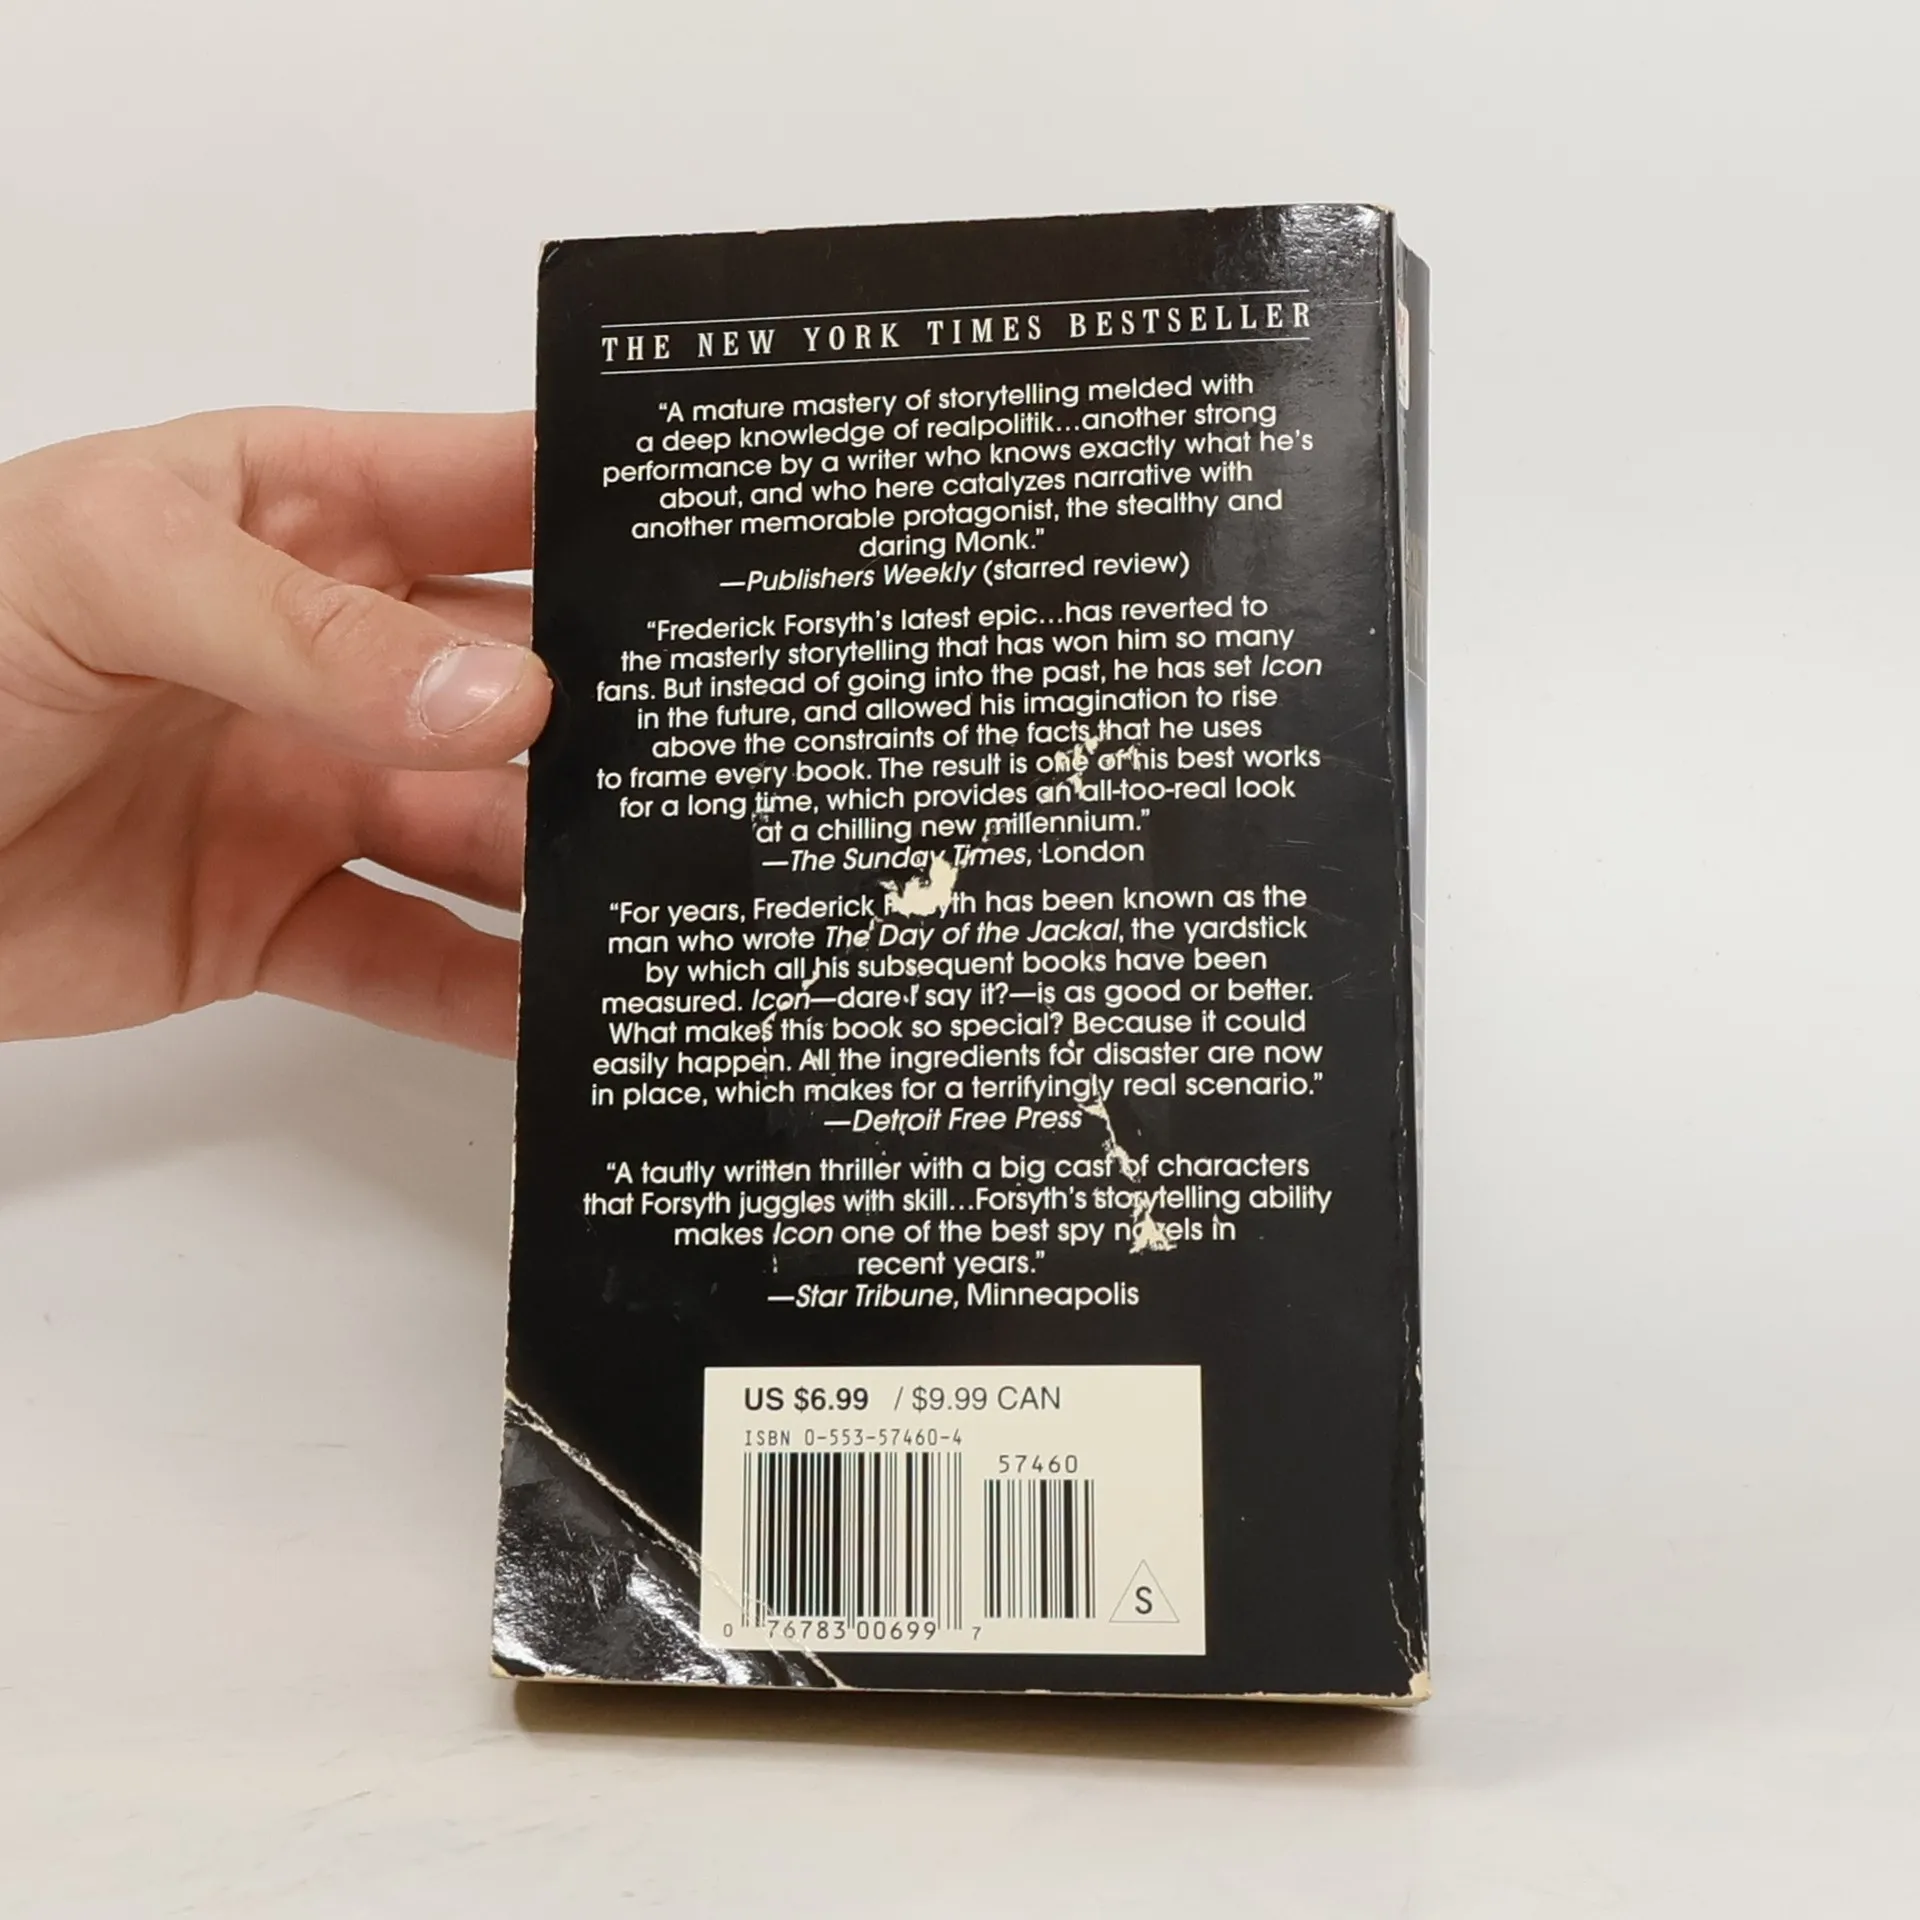 THE NEW YORK TIMES BESTSELLER
“A mature mastery of storytelling melded with
a deep knowledge of realpolitik...another strong
performance by a writer who knows exactly what he’s
about, and who here catalyzes narrative with
another memorable protagonist, the stealthy and
daring Monk.”
—Publishers Weekly (starred review)
“Frederick Forsyth’s latest epic...has reverted to
the masterly storytelling that has won him so many
fans. But instead of going into the past, he has set Icon
in the future, and allowed his imagination to rise
above the constraints of the facts that he uses
to frame every book. The result is one of his best works
for a long time, which provides an all-too-real look
at a chilling new millennium.”
—The Sunday Times, London
“For years, Frederick has been known as the
man who wrote The Day of the Jackal, the yardstick
by which all his subsequent books have been
measured. Icon—dare I say it?—is as good or better.
What makes this book so special? Because it could
easily happen. All the ingredients for disaster are now
in place, which makes for a terrifyingly real scenario.”
—Detroit Free Press
“A tautly written thriller with a big cast of characters
that Forsyth juggles with skill...Forsyth’s storytelling ability
makes Icon one of the best spy novels in
recent years.”
—Star Tribune, Minneapolis
US $6.99 / $9.99 CAN
ISBN 0-553-57460-4
57460
S
0 76783 00699 7